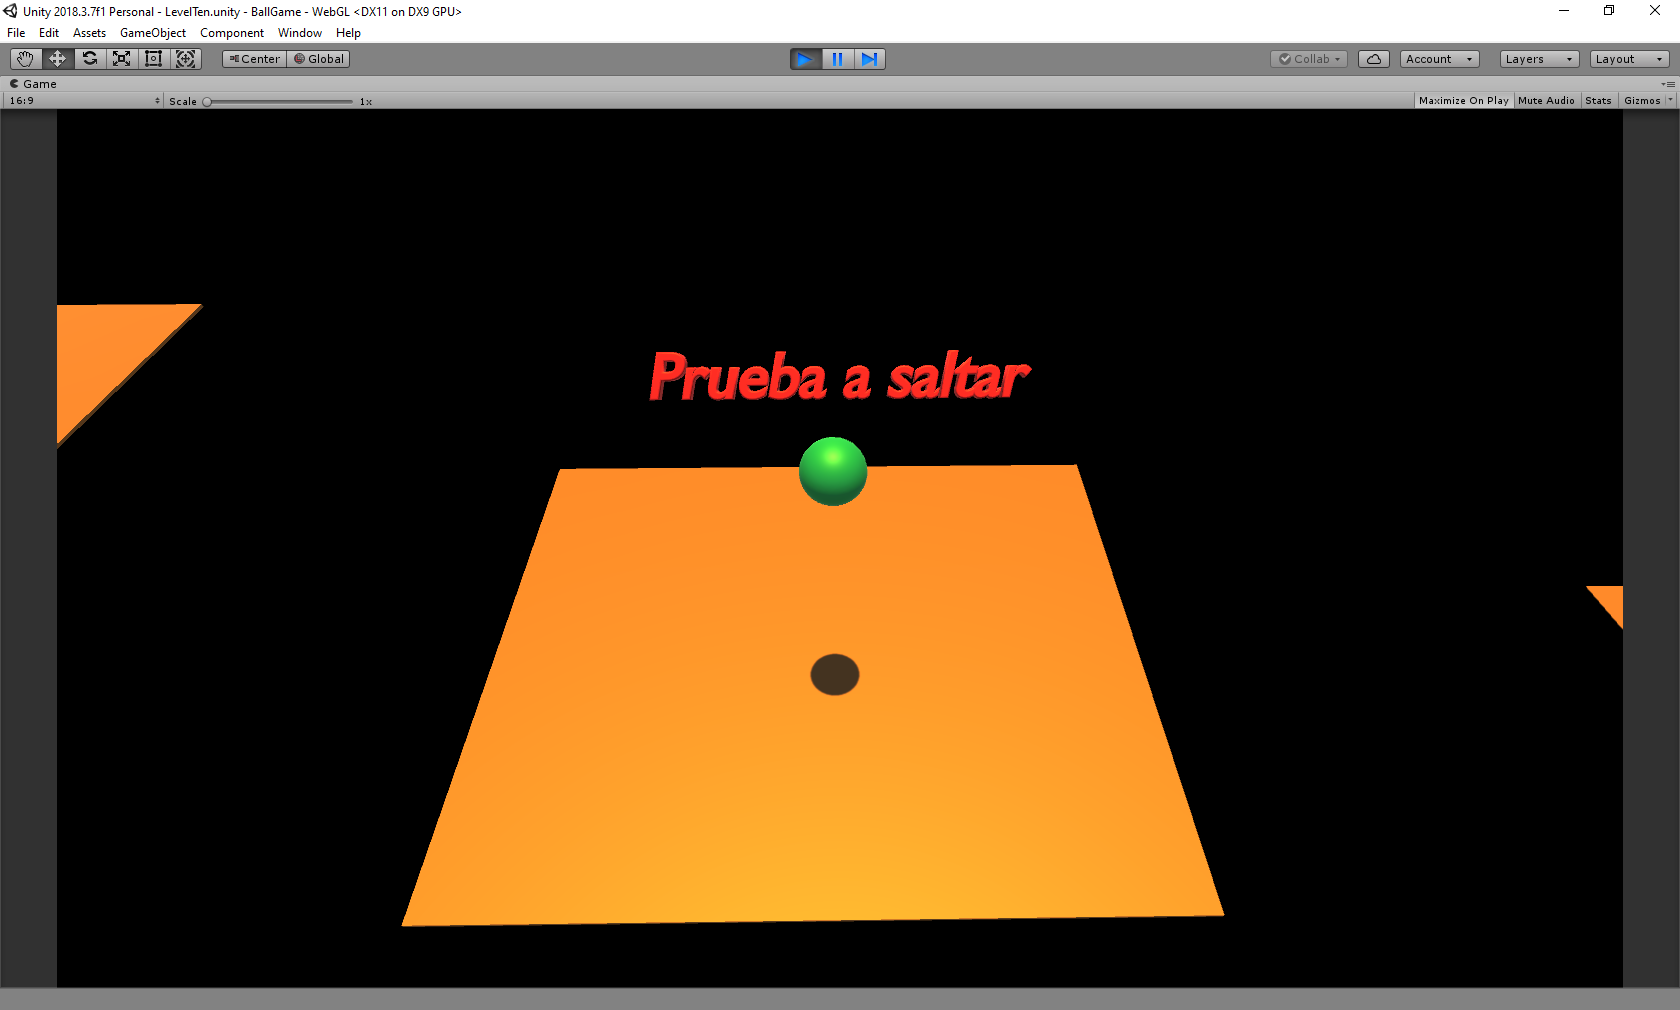 Unity 2018.3.7f1 Personal - LevelTen.unity - BallGame - WebGL <DX11 on DX9 GPU>
File Edit Assets GameObject Component Window Help
Center Global Collab Account Layers Layout
Game
16:9 Scale 1x Maximize On Play Mute Audio Stats Gizmos
Prueba a saltar